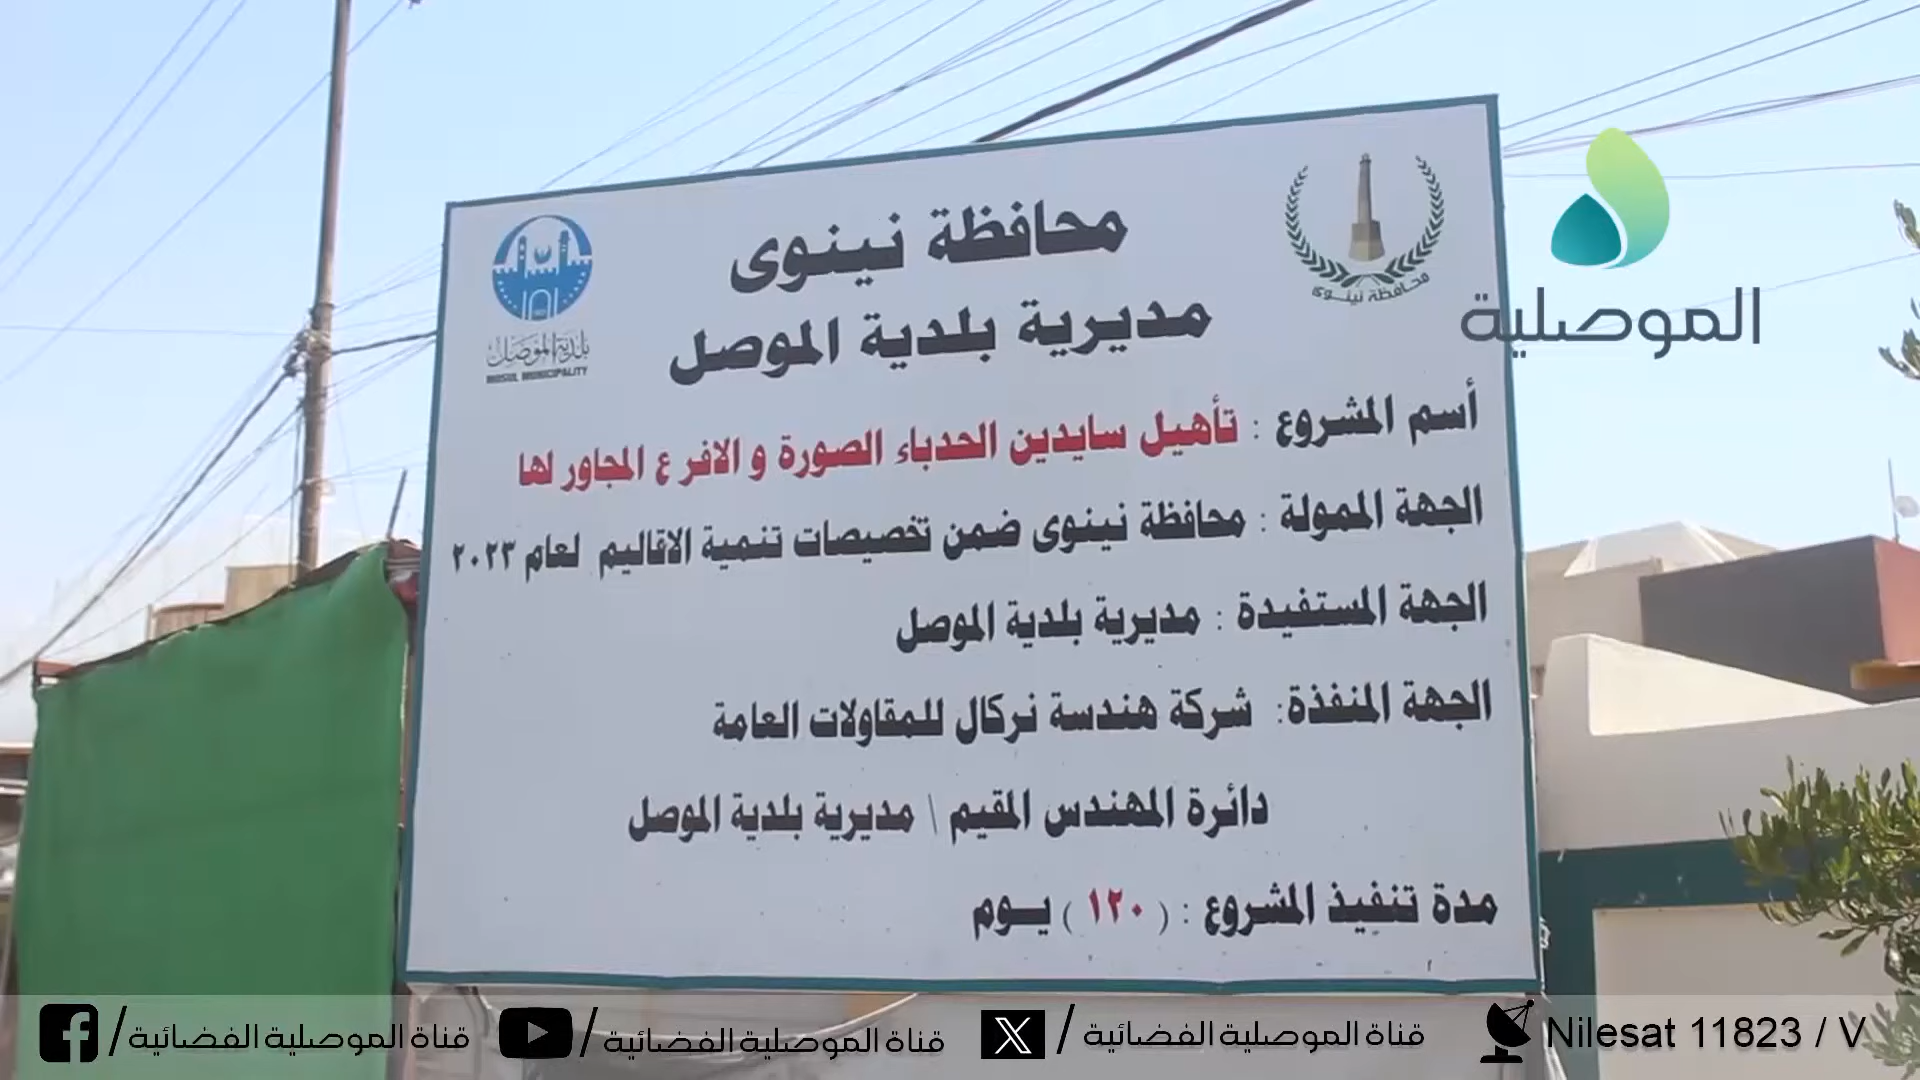 محافظة نينوى
مديرية بلدية الموصل
بلدية الموصل
MOSUL MUNICIPALITY
محافظة نينوى
الموصلية
أسم المشروع : تأهيل سايدين الحدباء الصورة و الافر ع المجاور لها
الجهة الممولة : محافظة نينوى ضمن تخصيصات تنمية الاقاليم لعام ٢٠٢٣
الجهة المستفيدة : مديرية بلدية الموصل
الجهة المنفذة: شركة هندسة نركال للمقاولات العامة
دائرة المهندس المقيم \ مديرية بلدية الموصل
مدة تنفيذ المشروع : ( ١٢٠ ) يـوم
/قناة الموصلية الفضائية
/قناة الموصلية الفضائية
/قناة الموصلية الفضائية
Nilesat 11823 / V